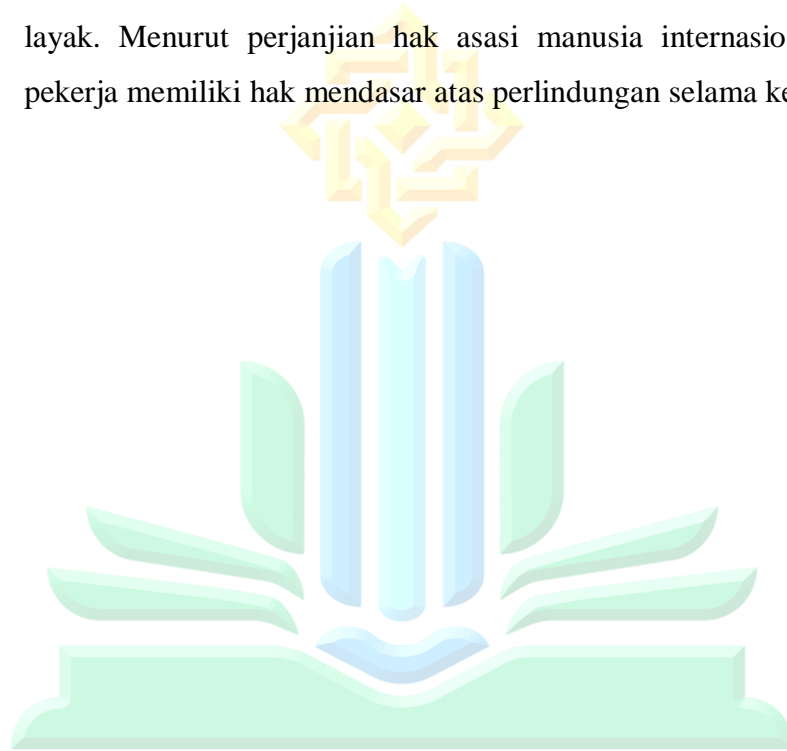 layak. Menurut perjanjian hak asasi manusia internasio
pekerja memiliki hak mendasar atas perlindungan selama ke